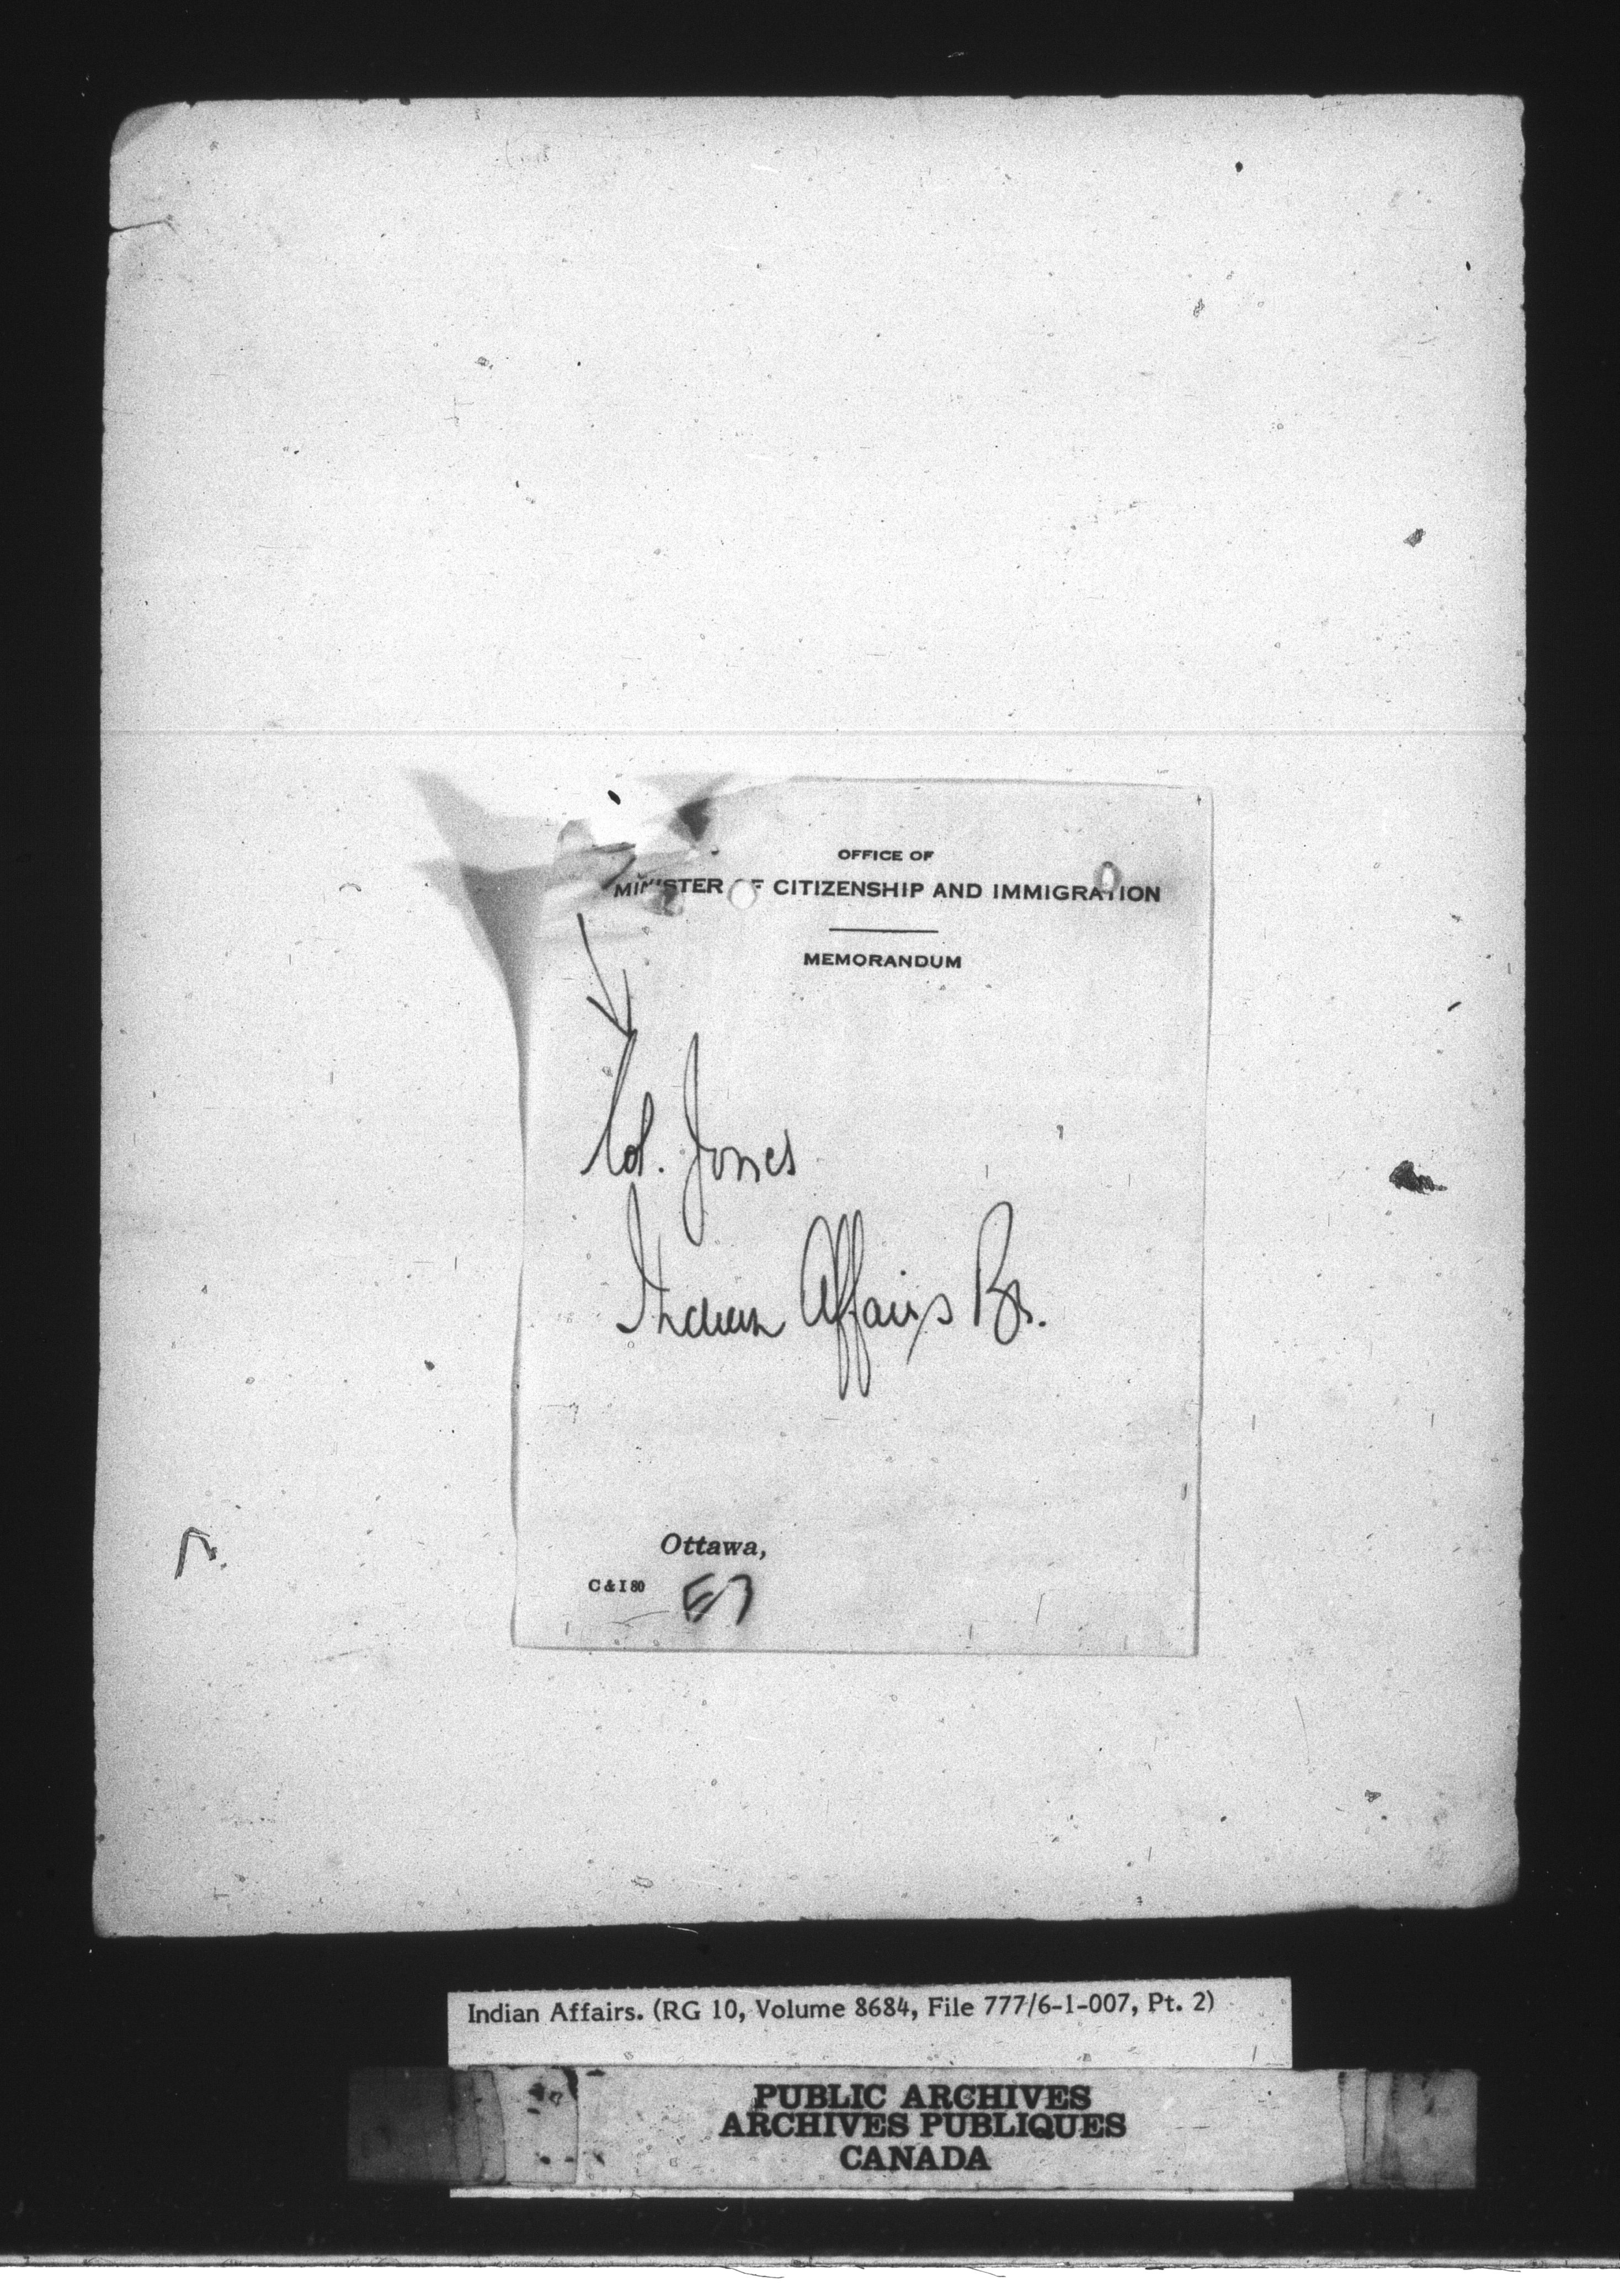 OFFICE OF
MINISTER OF CITIZENSHIP AND IMMIGRATION
MEMORANDUM
Col. Jones
Indian Affairs Br.
Ottawa,
C & I 80
57
Indian Affairs. (RG 10, Volume 8684, File 777/6-1-007, Pt. 2)
PUBLIC ARCHIVES
ARCHIVES PUBLIQUES
CANADA